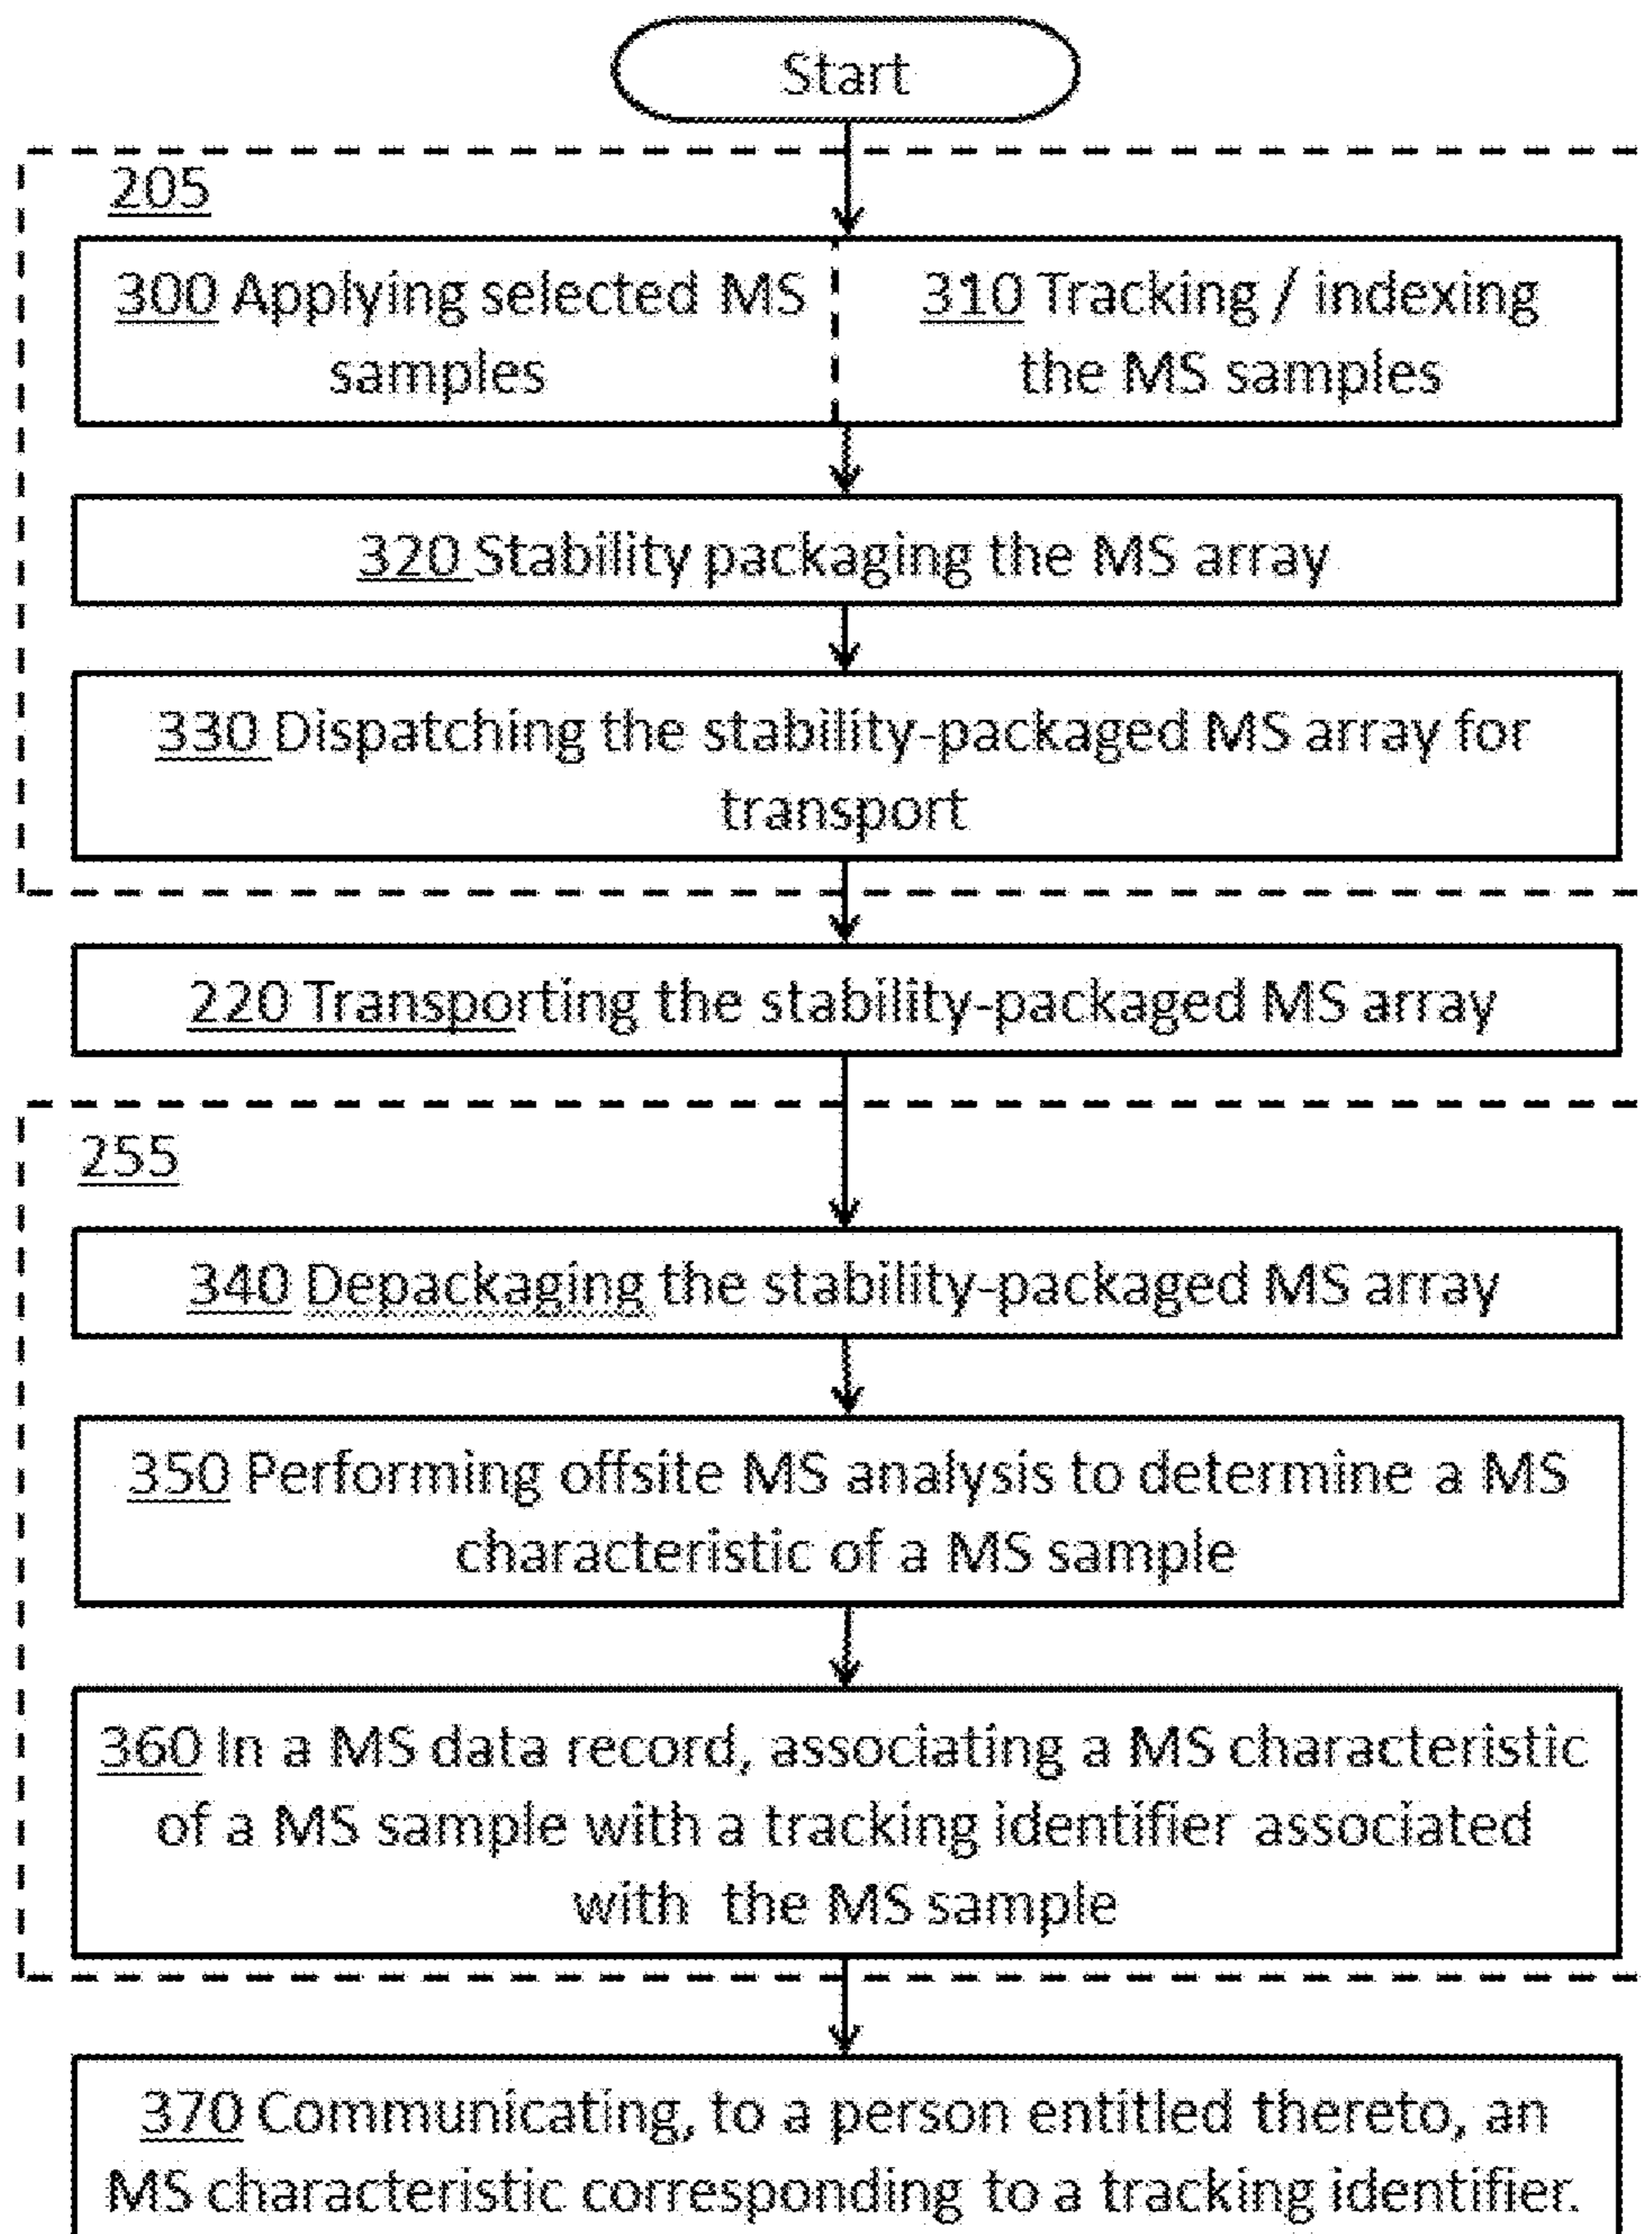 Start
205
300 Applying selected MS
samples
310 Tracking / indexing
the MS samples
320 Stability packaging the MS array
330 Dispatching the stability-packaged MS array for
transport
220 Transporting the stability-packaged MS array
255
340 Depackaging the stability-packaged MS array
350 Performing offsite MS analysis to determine a MS
characteristic of a MS sample
360 In a MS data record, associating a MS characteristic
of a MS sample with a tracking identifier associated
with the MS sample
370 Communicating, to a person entitled thereto, an
MS characteristic corresponding to a tracking identifier.